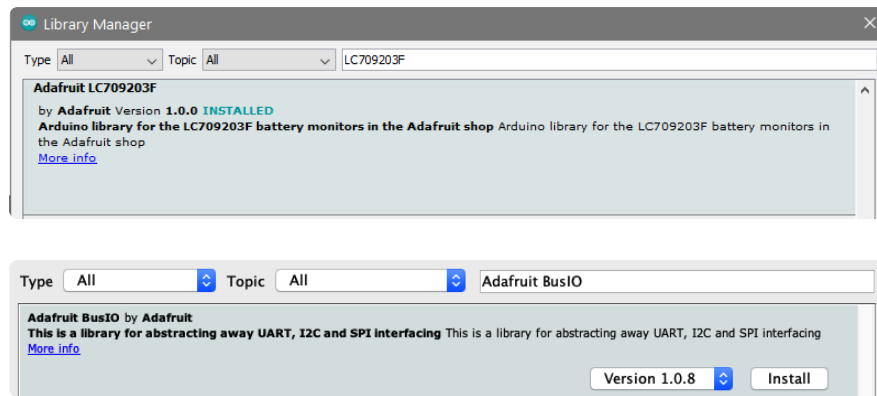 Library Manager
Type All Topic All LC709203F
Adafruit LC709203F
by Adafruit Version 1.0.0 INSTALLED
Arduino library for the LC709203F battery monitors in the Adafruit shop Arduino library for the LC709203F battery monitors in
the Adafruit shop
More info
Type All Topic All Adafruit BusIO
Adafruit BusIO by Adafruit
This is a library for abstracting away UART, I2C and SPI interfacing This is a library for abstracting away UART, I2C and SPI interfacing
More info
Version 1.0.8 Install